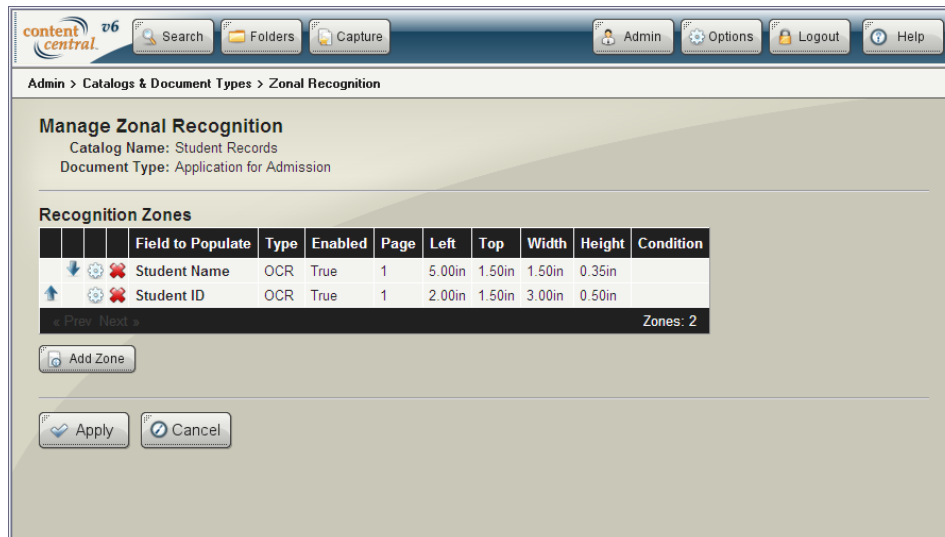 content central v6 Search Folders Capture Admin Options Logout Help
Admin > Catalogs & Document Types > Zonal Recognition
Manage Zonal Recognition
Catalog Name: Student Records
Document Type: Application for Admission
Recognition Zones
Field to Populate Type Enabled Page Left Top Width Height Condition
Student Name OCR True 1 5.00in 1.50in 1.50in 0.35in
Student ID OCR True 1 2.00in 1.50in 3.00in 0.50in
« Prev Next » Zones: 2
Add Zone
Apply Cancel